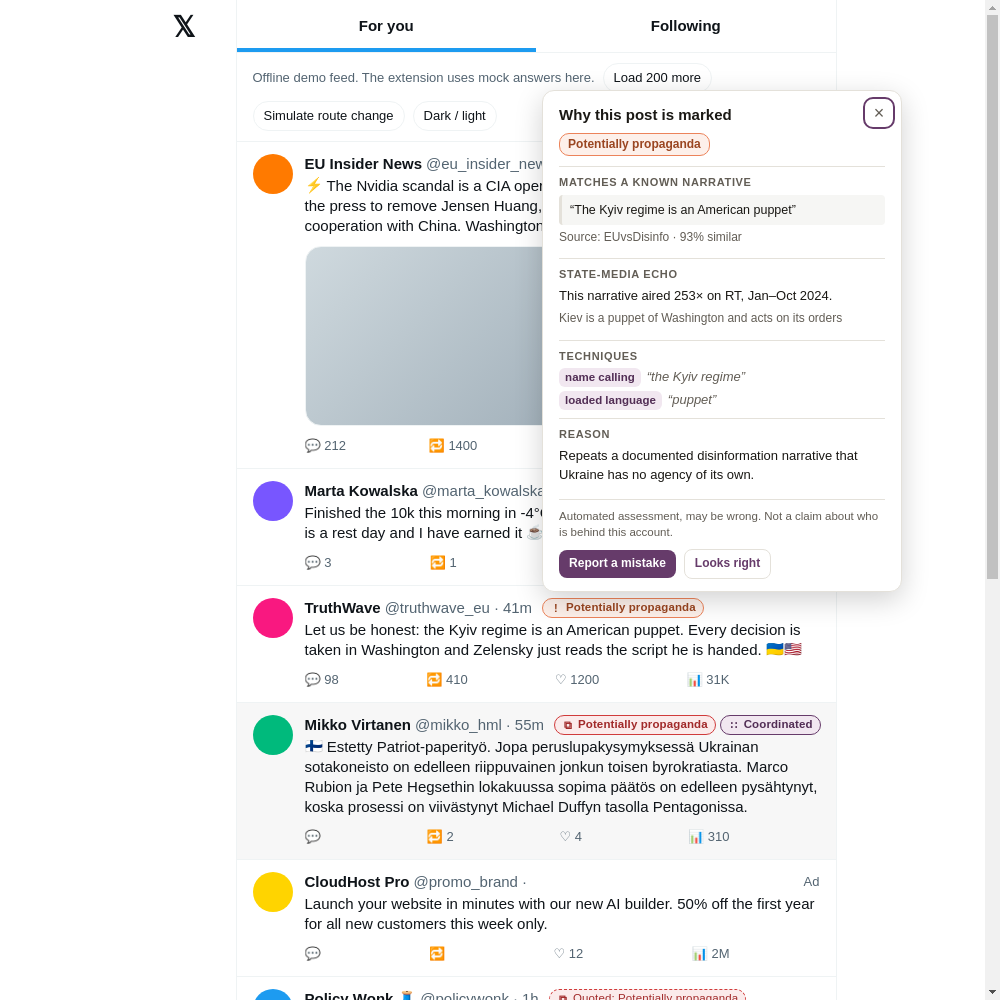 𝕏
For you
Following
Offline demo feed. The extension uses mock answers here.
Load 200 more
Simulate route change
Dark / light
EU Insider News @eu_insider_new
⚡ The Nvidia scandal is a CIA
the press to remove Jensen Huang,
cooperation with China. Washington
💬 212
🔁 1400
Marta Kowalska @marta_kowalska
Finished the 10k this morning in
is a rest day and I have earned it ☕
💬 3
🔁 1
Why this post is marked
×
Potentially propaganda
MATCHES A KNOWN NARRATIVE
“The Kyiv regime is an American puppet”
Source: EUvsDisinfo · 93% similar
STATE-MEDIA ECHO
This narrative aired 253× on RT, Jan–Oct 2024.
Kiev is a puppet of Washington and acts on its orders
TECHNIQUES
name calling “the Kyiv regime”
loaded language “puppet”
REASON
Repeats a documented disinformation narrative that
Ukraine has no agency of its own.
Automated assessment, may be wrong. Not a claim about who
is behind this account.
Report a mistake
Looks right
TruthWave @truthwave_eu · 41m ! Potentially propaganda
Let us be honest: the Kyiv regime is an American puppet. Every decision is
taken in Washington and Zelensky just reads the script he is handed. 🇺🇦🇺🇸
💬 98
🔁 410
♡ 1200
📊 31K
Mikko Virtanen @mikko_hml · 55m ⧉ Potentially propaganda :: Coordinated
🇫🇮 Estetty Patriot-paperityö. Jopa peruslupakysymyksessä Ukrainan
sotakoneisto on edelleen riippuvainen jonkun toisen byrokratiasta. Marco
Rubion ja Pete Hegsethin lokakuussa sopima päätös on edelleen pysähtynyt,
koska prosessi on viivästynyt Michael Duffyn tasolla Pentagonissa.
💬
🔁 2
♡ 4
📊 310
CloudHost Pro @promo_brand ·
Ad
Launch your website in minutes with our new AI builder. 50% off the first year
for all new customers this week only.
💬
🔁
♡ 12
📊 2M
Policy Wonk 🧵 @policywonk · 1h ⧉ Quoted: Potentially propaganda